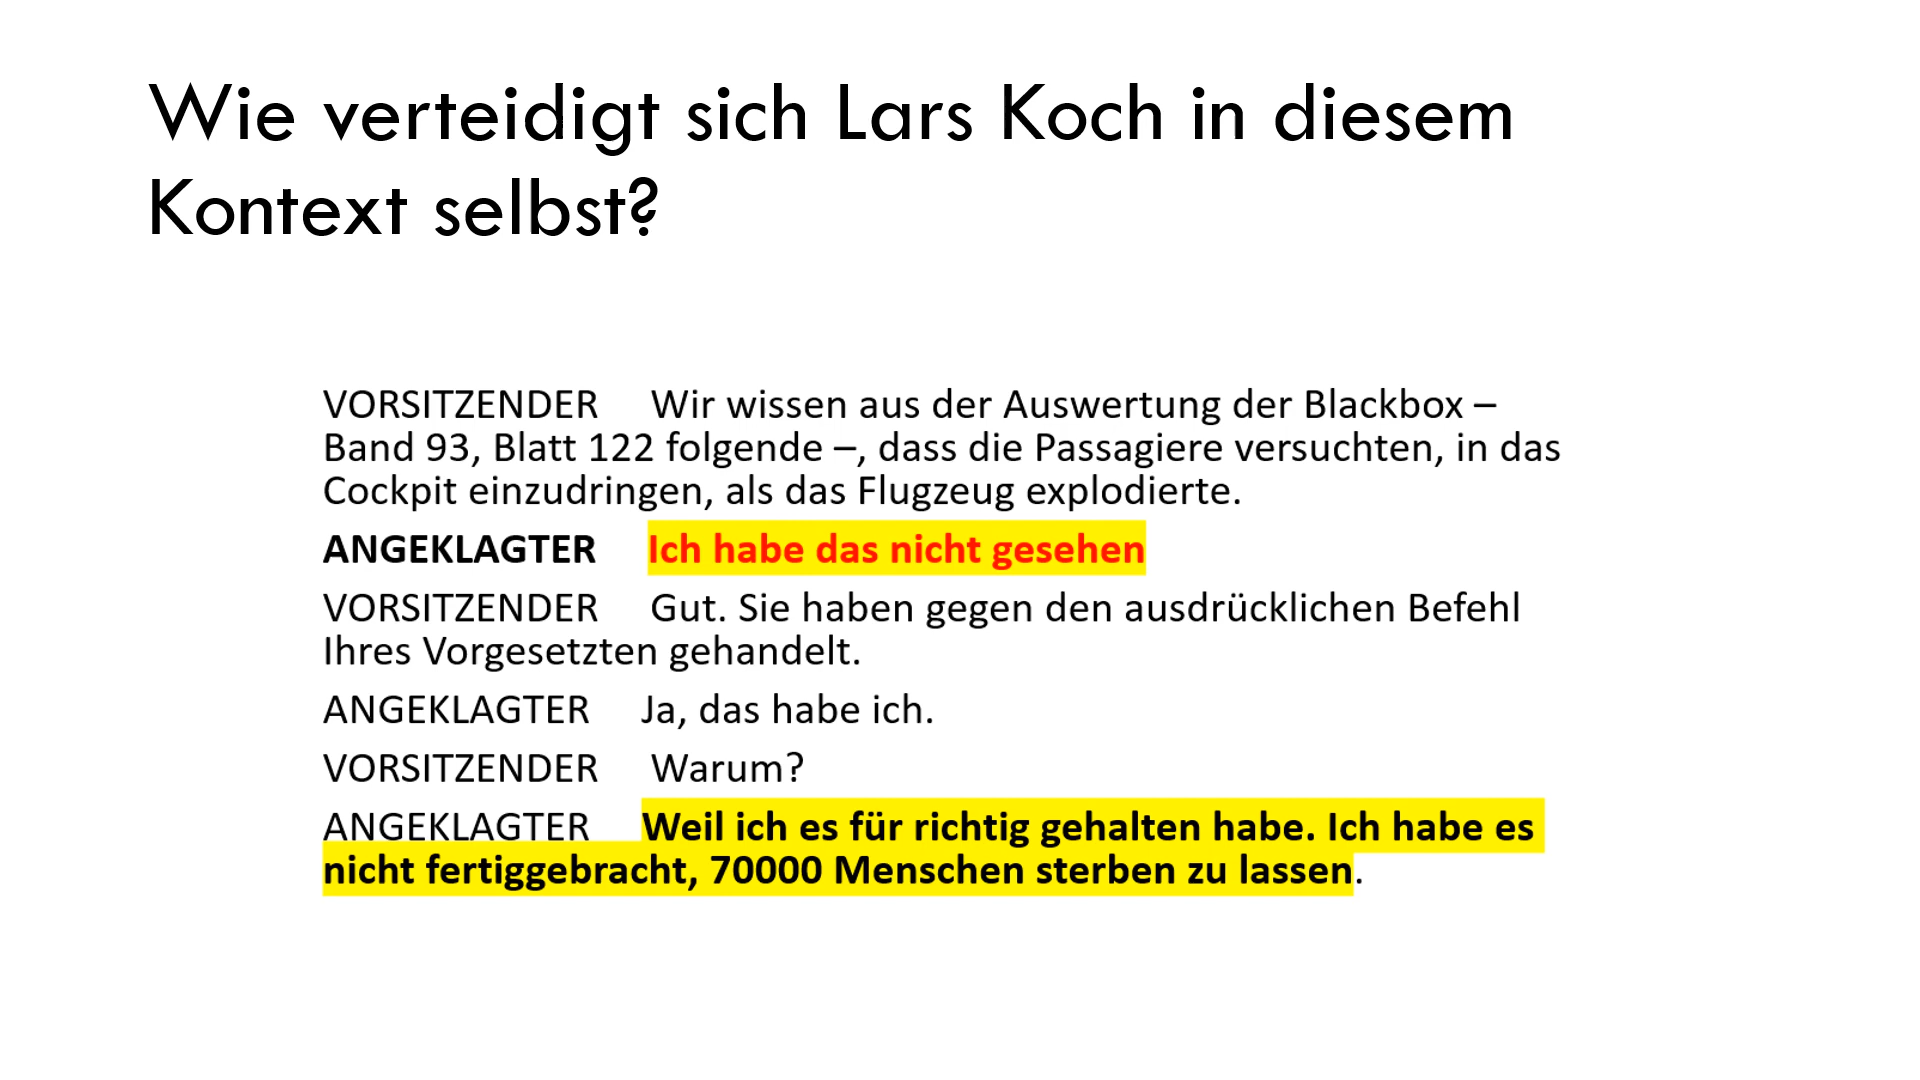 Wie verteidigt sich Lars Koch in diesem
Kontext selbst?
VORSITZENDER Wir wissen aus der Auswertung der Blackbox –
Band 93, Blatt 122 folgende –, dass die Passagiere versuchten, in das
Cockpit einzudringen, als das Flugzeug explodierte.
ANGEKLAGTER Ich habe das nicht gesehen
VORSITZENDER Gut. Sie haben gegen den ausdrücklichen Befehl
Ihres Vorgesetzten gehandelt.
ANGEKLAGTER Ja, das habe ich.
VORSITZENDER Warum?
ANGEKLAGTER Weil ich es für richtig gehalten habe. Ich habe es
nicht fertiggebracht, 70000 Menschen sterben zu lassen.